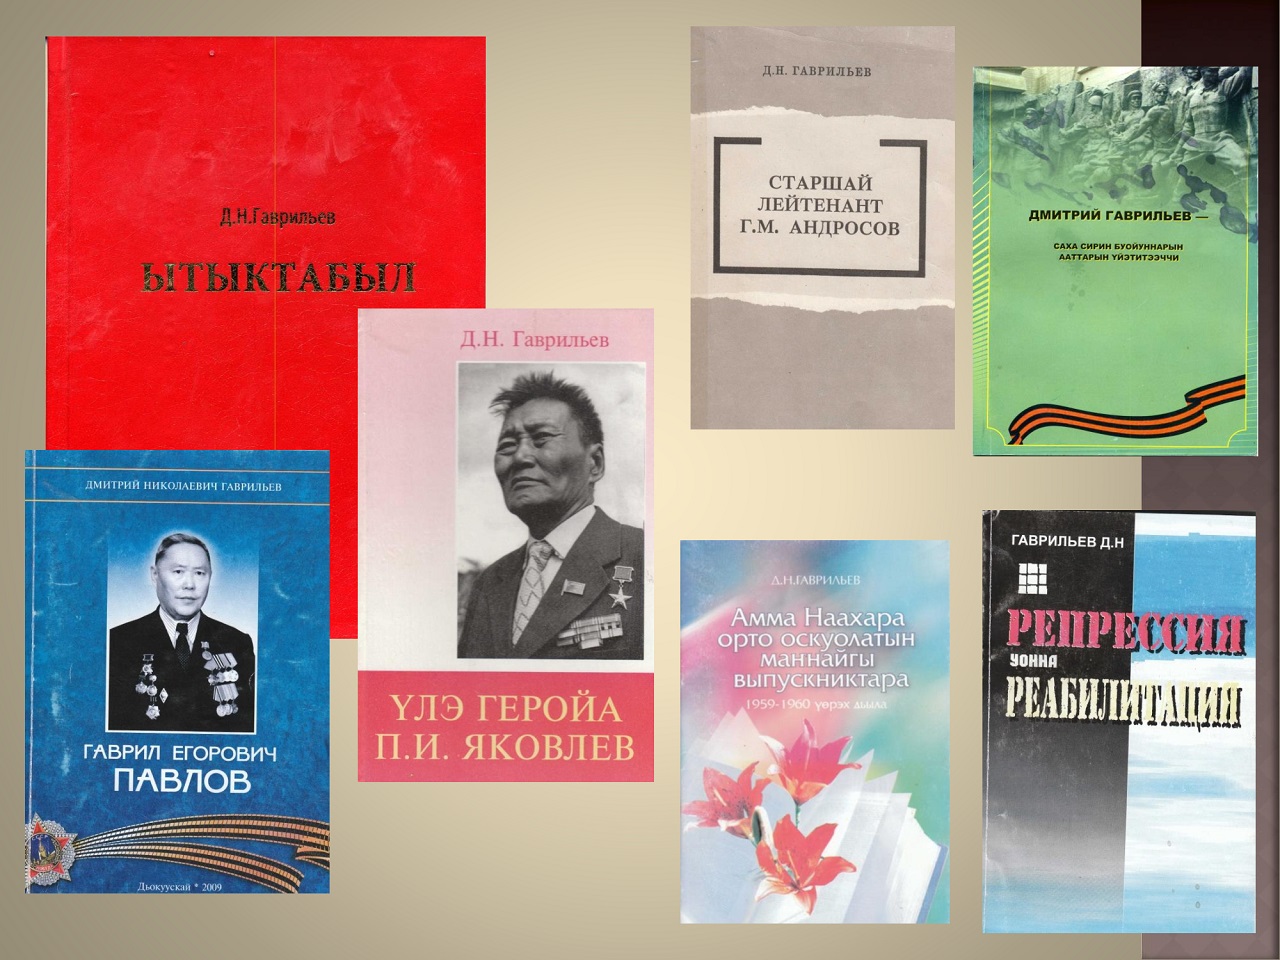 Д.Н.Гаврильев
ЫТЫКТАБЫЛ
Д.Н. Гаврильев
ҮЛЭ ГЕРОЙА
П.И. ЯКОВЛЕВ
ДМИТРИЙ НИКОЛАЕВИЧ ГАВРИЛЬЕВ
ГАВРИЛ ЕГОРОВИЧ
ПАВЛОВ
Дьокуускай * 2009
Д.Н. ГАВРИЛЬЕВ
СТАРШАЙ
ЛЕЙТЕНАНТ
Г.М. АНДРОСОВ
ДМИТРИЙ ГАВРИЛЬЕВ —
САХА СИРИН БУОЙУННАРЫН
ААТТАРЫН ҮЙЭТИТЭЭЧЧИ
Д.Н.ГАВРИЛЬЕВ
Амма Наахара
орто оскуолатын
маннайгы
выпускниктара
1959-1960 үөрэх дьыла
ГАВРИЛЬЕВ Д.Н
РЕПРЕССИЯ
УОННА
РЕАБИЛИТАЦИЯ